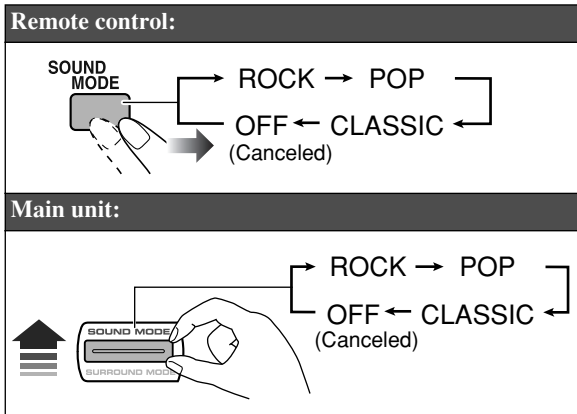 Remote control:
SOUND
MODE
ROCK → POP
OFF ← CLASSIC
(Canceled)
Main unit:
ROCK → POP
OFF ← CLASSIC
(Canceled)
SOUND MODE
SURROUND MODE